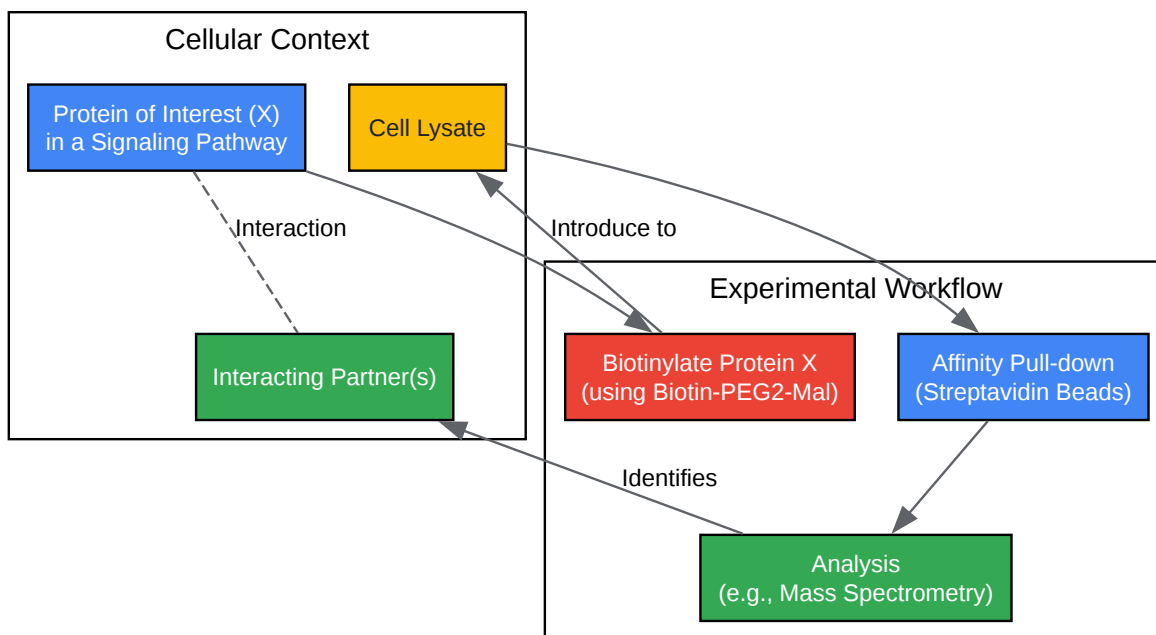 Cellular Context
Protein of Interest (X)
in a Signaling Pathway
Cell Lysate
Interaction
Introduce to
Interacting Partner(s)
Experimental Workflow
Biotinylate Protein X
(using Biotin-PEG2-Mal)
Affinity Pull-down
(Streptavidin Beads)
Identifies
Analysis
(e.g., Mass Spectrometry)